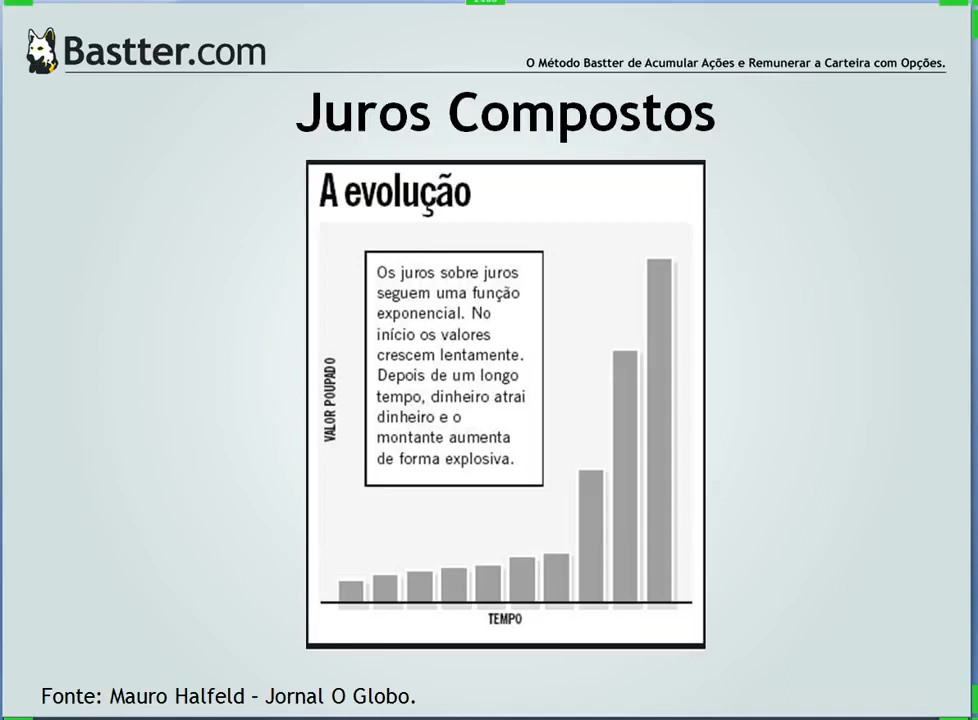 Bastter.com
O Método Bastter de Acumular Ações e Remunerar a Carteira com Opções.
Juros Compostos
A evolução
Os juros sobre juros
seguem uma função
exponencial. No
início os valores
crescem lentamente.
Depois de um longo
tempo, dinheiro atrai
dinheiro e o
montante aumenta
de forma explosiva.
VALOR POUPADO
TEMPO
Fonte: Mauro Halfeld – Jornal O Globo.